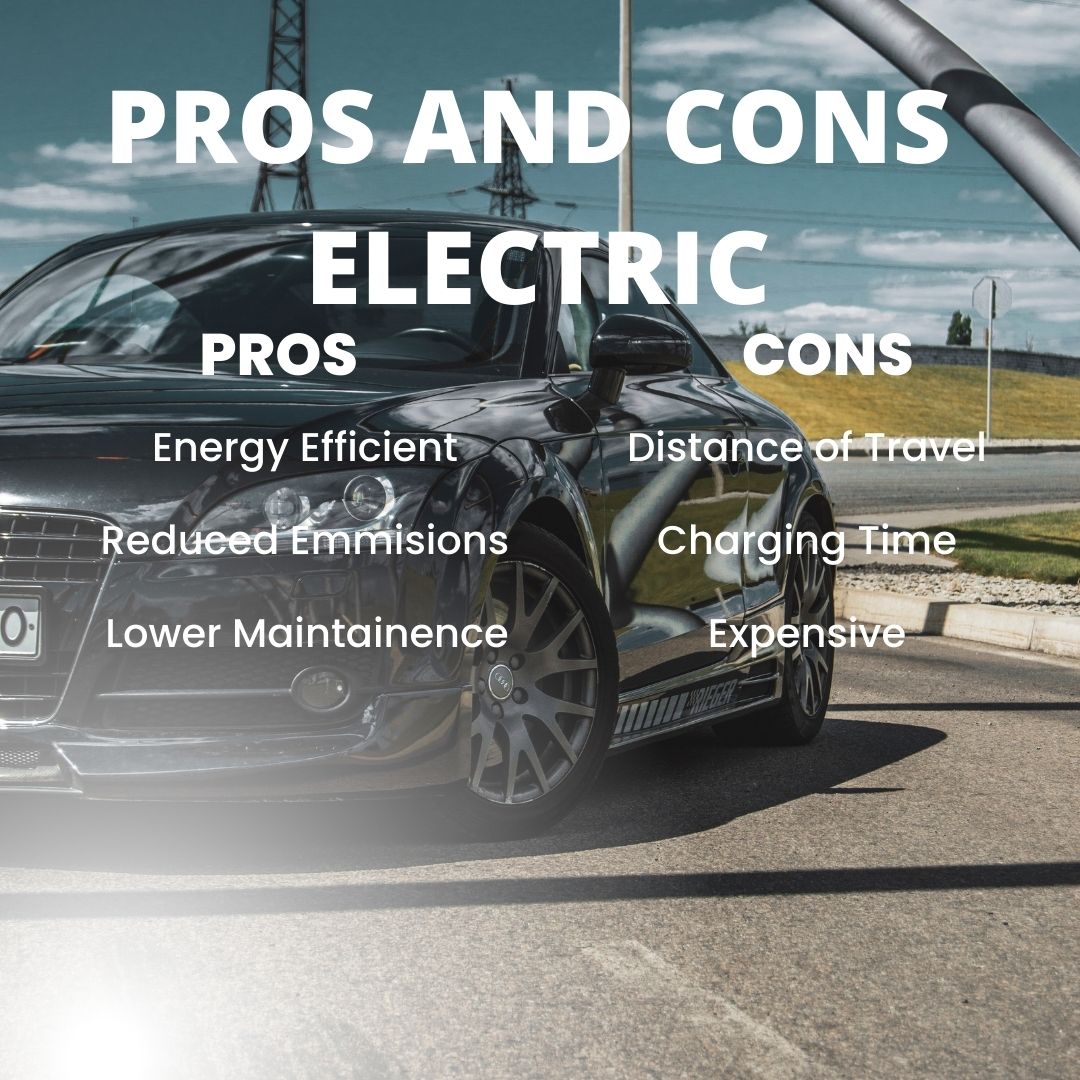 PROS AND CONS
ELECTRIC
PROS
CONS
Energy Efficient
Distance of Travel
Reduced Emmisions
Charging Time
Lower Maintainence
Expensive
RIEGER